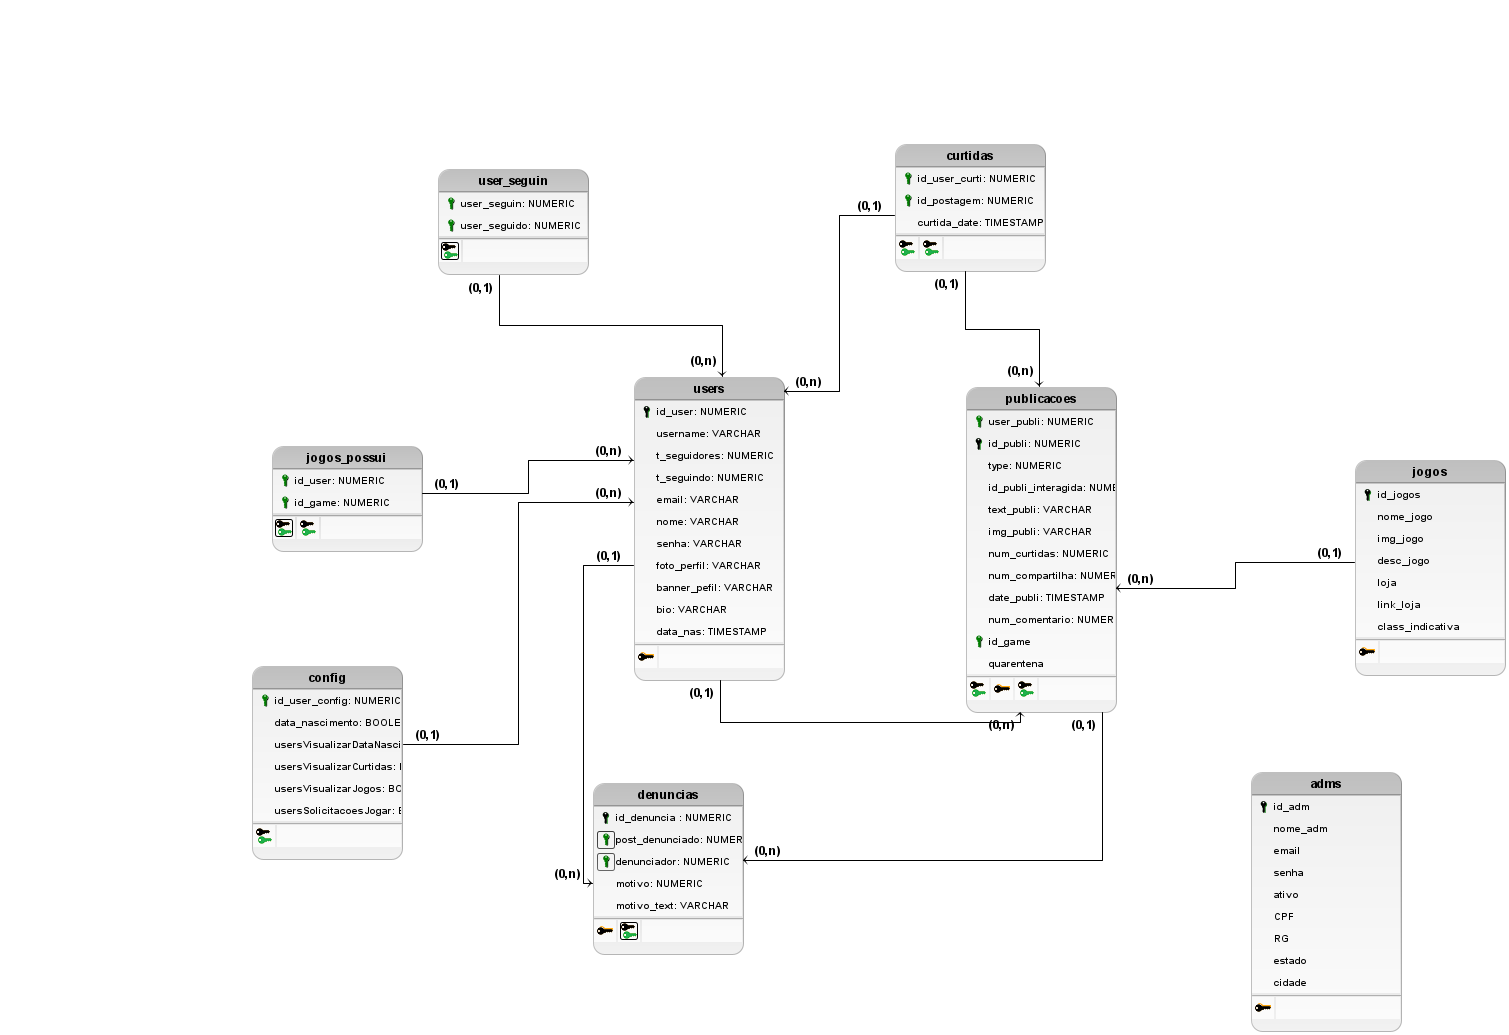 user_seguin
user_seguin: NUMERIC
user_seguido: NUMERIC
(0,1)
(0,n)
curtidas
id_user_curti: NUMERIC
id_postagem: NUMERIC
curtida_date: TIMESTAMP
(0,1)
(0,n)
(0,1)
(0,n)
users
id_user: NUMERIC
username: VARCHAR
t_seguidores: NUMERIC
t_seguindo: NUMERIC
email: VARCHAR
nome: VARCHAR
senha: VARCHAR
foto_perfil: VARCHAR
banner_pefil: VARCHAR
bio: VARCHAR
data_nas: TIMESTAMP
(0,1)
(0,n)
publicacoes
user_publi: NUMERIC
id_publi: NUMERIC
type: NUMERIC
id_publi_interagida: NUME
text_publi: VARCHAR
img_publi: VARCHAR
num_curtidas: NUMERIC
num_compartilha: NUMER
date_publi: TIMESTAMP
num_comentario: NUMER
id_game
quarentena
(0,1)
(0,n)
jogos_possui
id_user: NUMERIC
id_game: NUMERIC
(0,1)
(0,n)
(0,n)
(0,1)
jogos
id_jogos
nome_jogo
img_jogo
desc_jogo
loja
link_loja
class_indicativa
(0,1)
(0,n)
config
id_user_config: NUMERIC
data_nascimento: BOOLE
usersVisualizarDataNasci
usersVisualizarCurtidas: 
usersVisualizarJogos: BO
usersSolicitacoesJogar: 
(0,1)
denuncias
id_denuncia : NUMERIC
post_denunciado: NUMER
denunciador: NUMERIC
motivo: NUMERIC
motivo_text: VARCHAR
(0,n)
adms
id_adm
nome_adm
email
senha
ativo
CPF
RG
estado
cidade